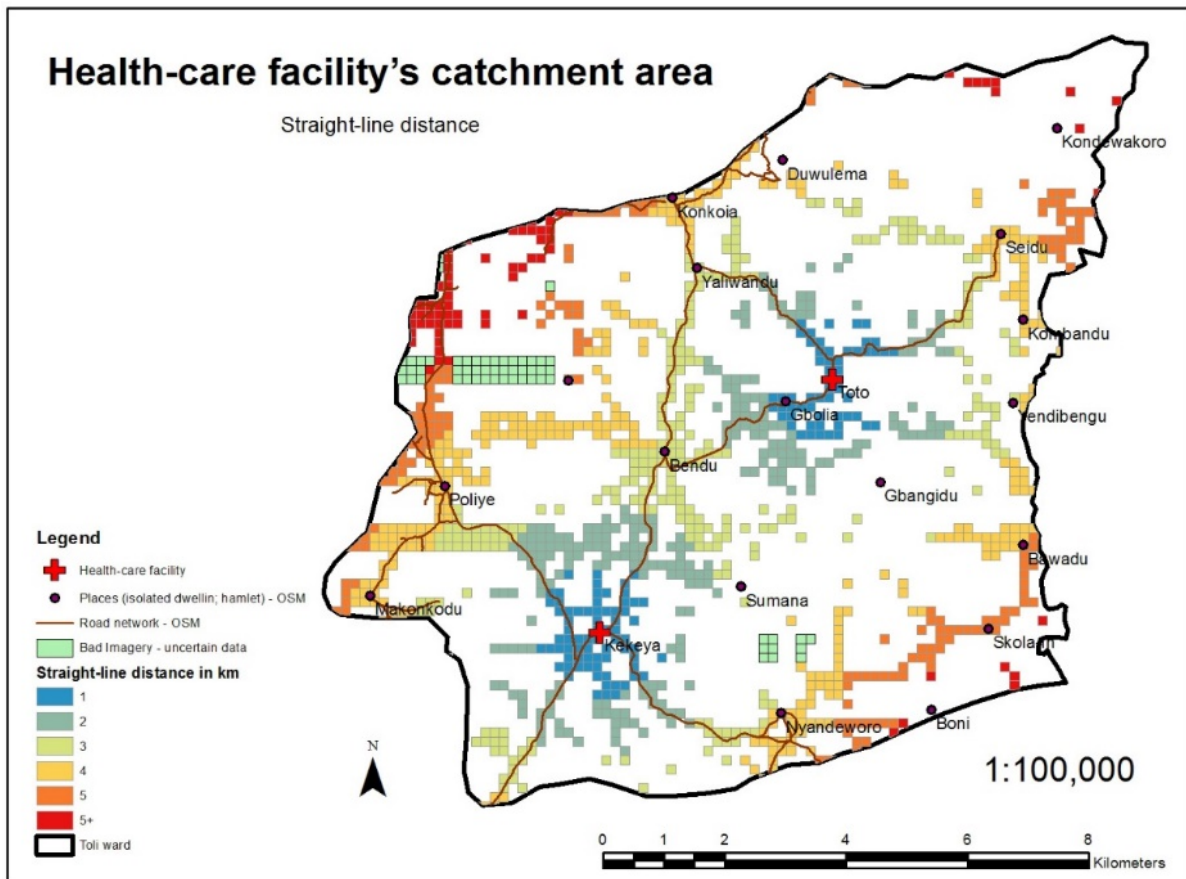 Health-care facility's catchment area
Straight-line distance
Kondewakoro
Duwulema
Konkoia
Seidu
Yaliwandu
Kombandu
Toto
Gbolia
Yendibengu
Bendu
Gbangidu
Poliye
Bawadu
Sumana
Makonkodu
Kekeya
Nyandeworo
Boni
Legend
Health-care facility
Places (isolated dwellin; hamlet) - OSM
Road network - OSM
Bad Imagery - uncertain data
Straight-line distance in km
1
2
3
4
5
5+
Toli ward
N
1:100,000
0 1 2 4 6 8
Kilometers